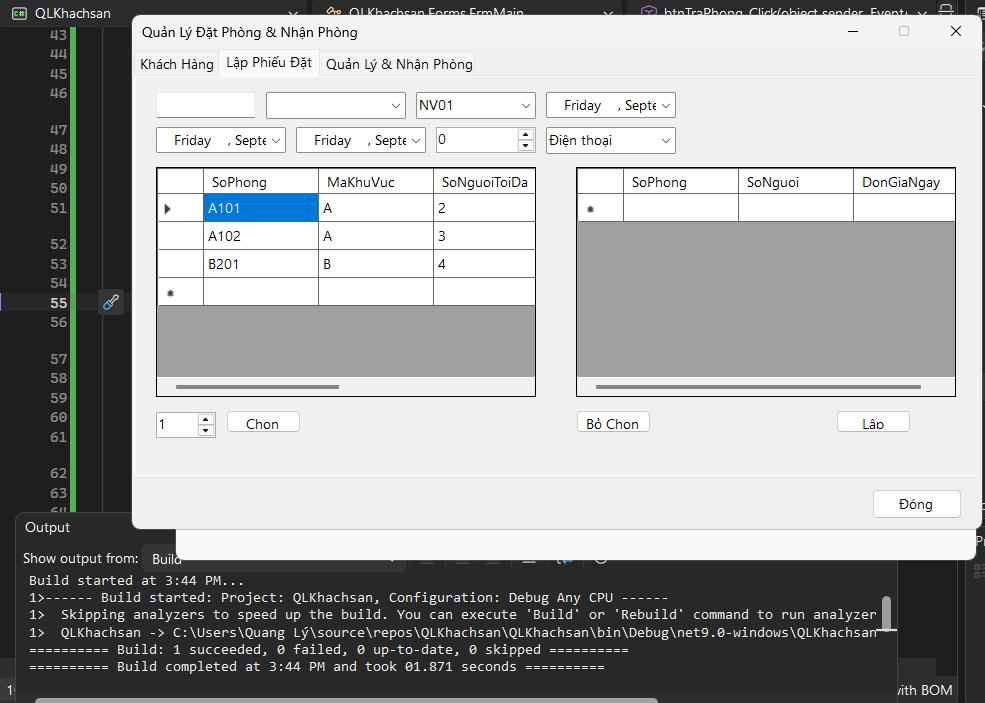 QLKhachsan
QLKhachsan.Forms.FrmMain
btnTraPhong_Click(object sender, Event
Quản Lý Đặt Phòng & Nhận Phòng
Khách Hàng
Lập Phiếu Đặt
Quản Lý & Nhận Phòng
NV01
Friday , Septe
Friday , Septe
Friday , Septe
0
Điện thoại
SoPhong MaKhuVuc SoNguoiToiDa
A101 A 2
A102 A 3
B201 B 4
SoPhong SoNguoi DonGiaNgay
1
Chon
Bỏ Chon
Lâp
Đóng
43
44
45
46
47
48
49
50
51
52
53
54
55
56
57
58
59
60
61
62
63
64
Output
Show output from:
Build
Build started at 3:44 PM...
1>------ Build started: Project: QLKhachsan, Configuration: Debug Any CPU ------
1> Skipping analyzers to speed up the build. You can execute 'Build' or 'Rebuild' command to run analyzer
1> QLKhachsan -> C:\Users\Quang Lý\source\repos\QLKhachsan\QLKhachsan\bin\Debug\net9.0-windows\QLKhachsan
========== Build: 1 succeeded, 0 failed, 0 up-to-date, 0 skipped ==========
========== Build completed at 3:44 PM and took 01.871 seconds ==========
with BOM